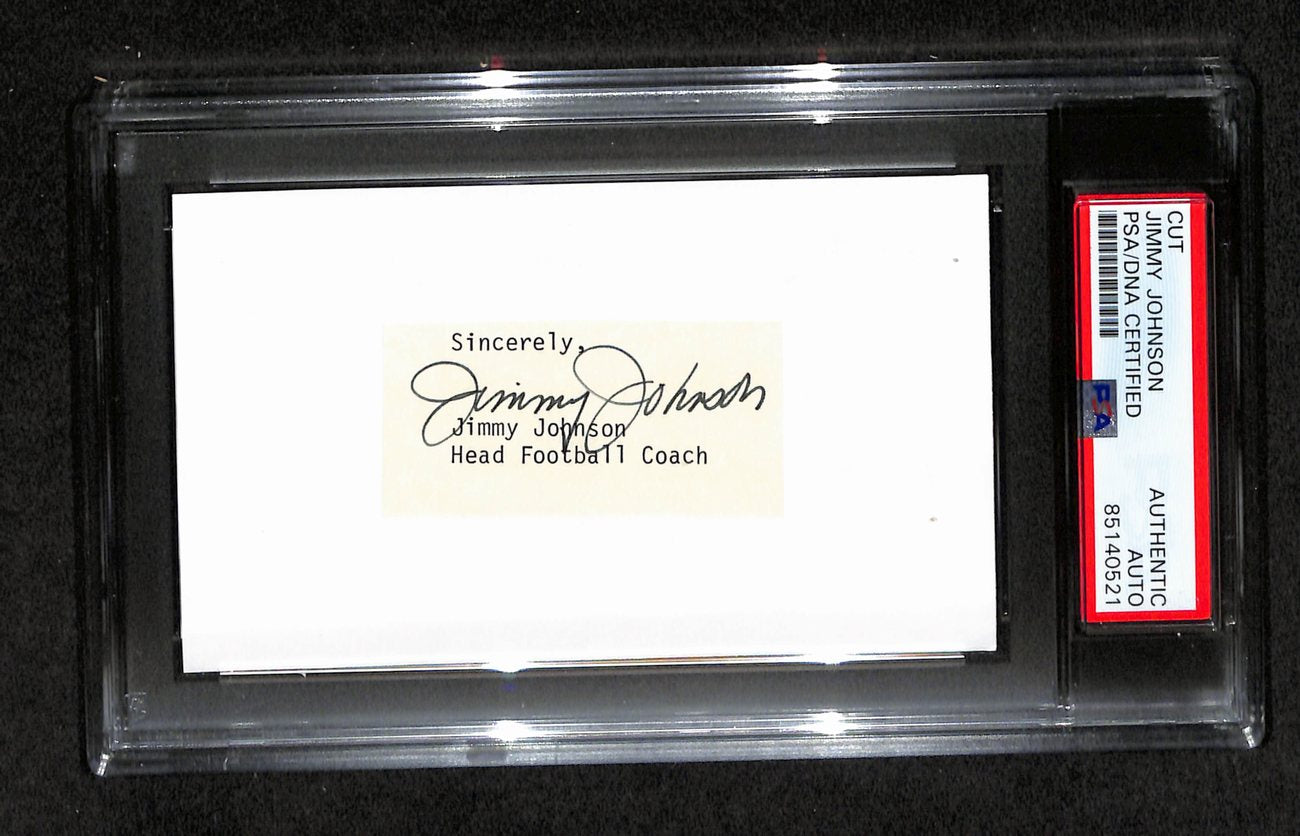 Sincerely,
Jimmy Johnson
Jimmy Johnson
Head Football Coach
CUT
JIMMY JOHNSON
PSA/DNA CERTIFIED
PSA
AUTHENTIC
AUTO
85140521